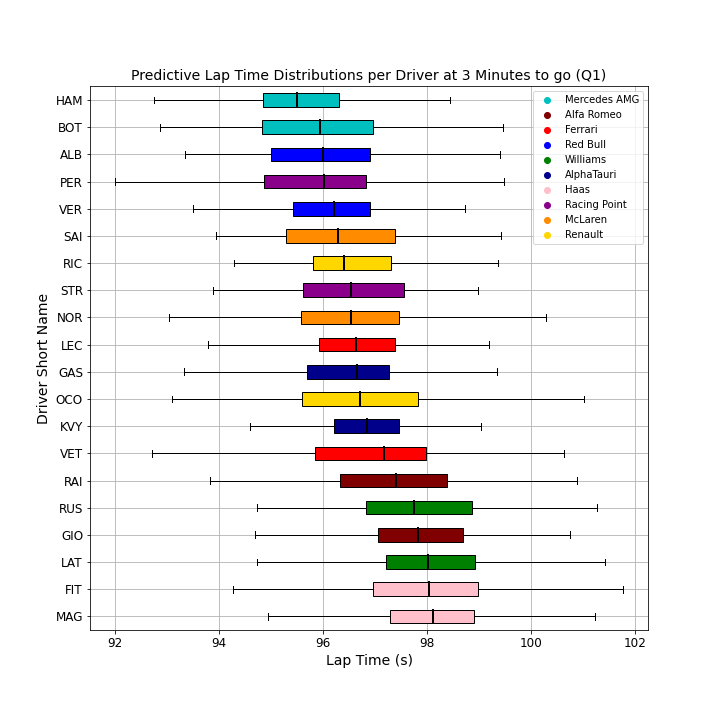 Predictive Lap Time Distributions per Driver at 3 Minutes to go (Q1)
HAM
BOT
ALB
PER
VER
SAI
RIC
STR
NOR
LEC
GAS
OCO
KVY
VET
RAI
RUS
GIO
LAT
FIT
MAG
Driver Short Name
Mercedes AMG
Alfa Romeo
Ferrari
Red Bull
Williams
AlphaTauri
Haas
Racing Point
McLaren
Renault
92 94 96 98 100 102
Lap Time (s)